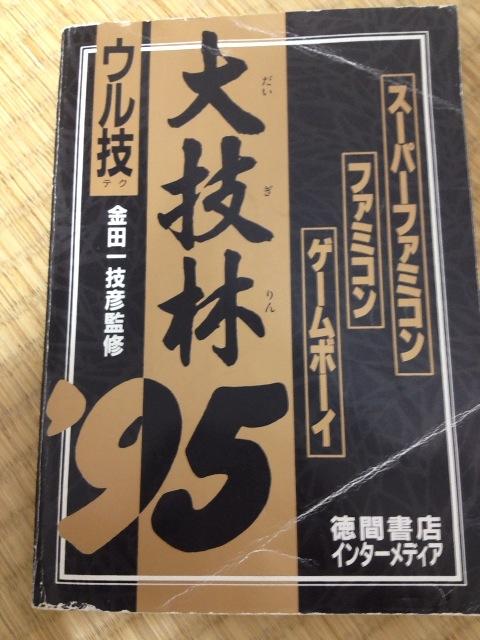 スーパーファミコン
ファミコン
ゲームボーイ
大技林
だい
ぎ
りん
'95
ウル技
テク
金田一技彦監修
徳間書店
インターメディア